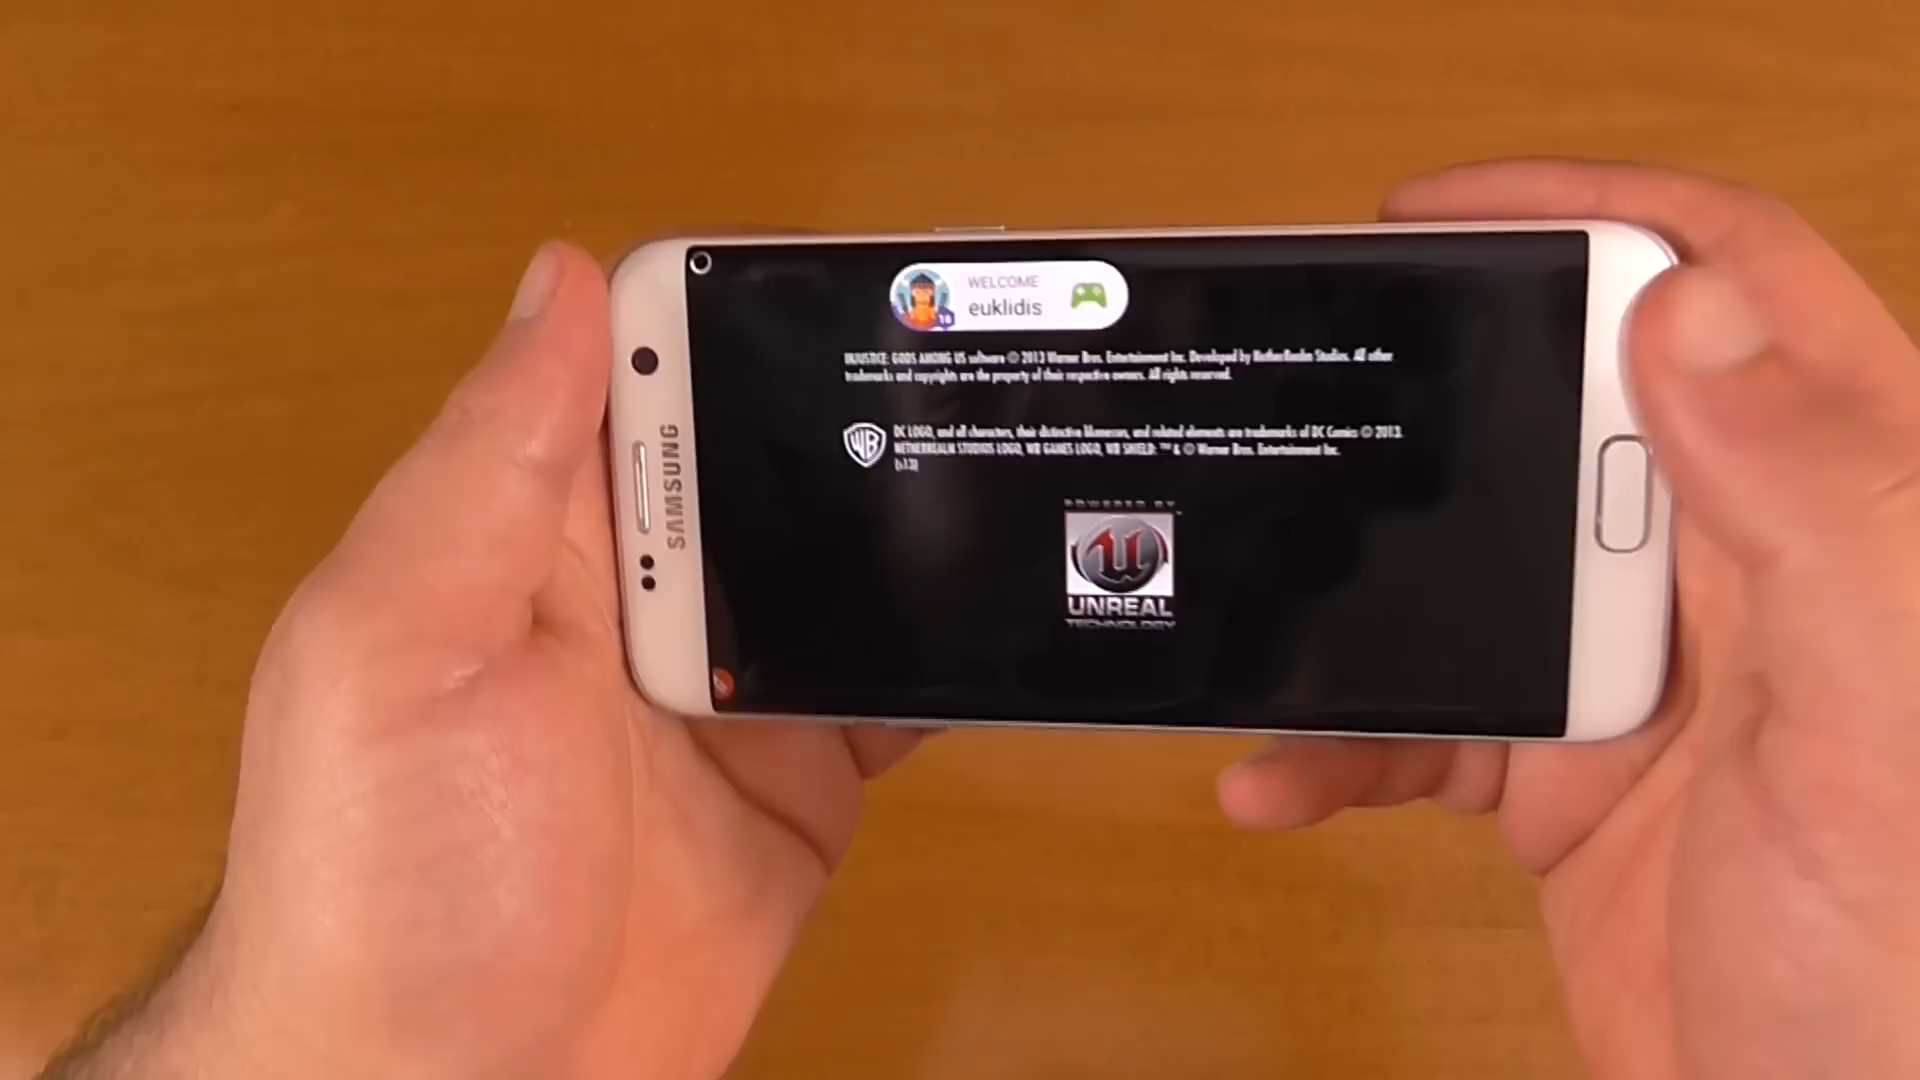 SAMSUNG
WELCOME
euklidis
16
INJUSTICE: GODS AMONG US software © 2013 Warner Bros. Entertainment Inc. Developed by NetherRealm Studios. All other
trademarks and copyrights are the property of their respective owners. All rights reserved.
WB
DC LOGO, and all characters, their distinctive likenesses, and related elements are trademarks of DC Comics © 2013.
NETHERREALM STUDIOS LOGO, WB GAMES LOGO, WB SHIELD: ™ & © Warner Bros. Entertainment Inc.
(s13)
POWERED BY
UNREAL
TECHNOLOGY